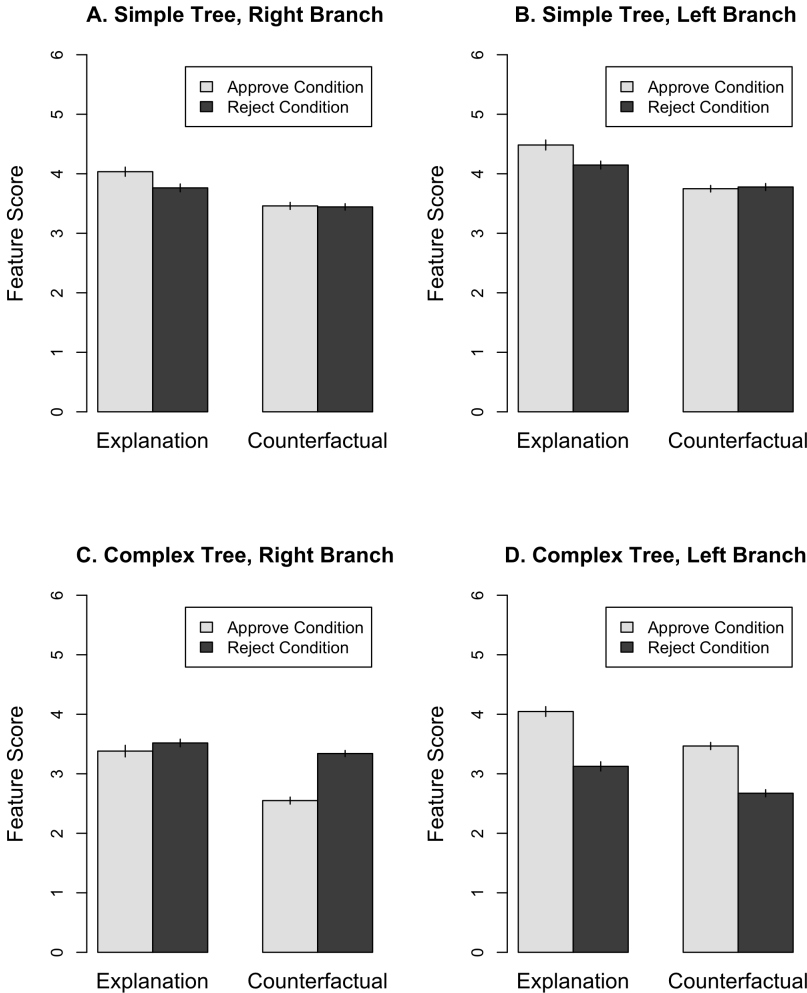 A. Simple Tree, Right Branch
6
5
4
3
2
1
0
Feature Score
Approve Condition
Reject Condition
Explanation
Counterfactual
B. Simple Tree, Left Branch
6
5
4
3
2
1
0
Feature Score
Approve Condition
Reject Condition
Explanation
Counterfactual
C. Complex Tree, Right Branch
6
5
4
3
2
1
0
Feature Score
Approve Condition
Reject Condition
Explanation
Counterfactual
D. Complex Tree, Left Branch
6
5
4
3
2
1
0
Feature Score
Approve Condition
Reject Condition
Explanation
Counterfactual